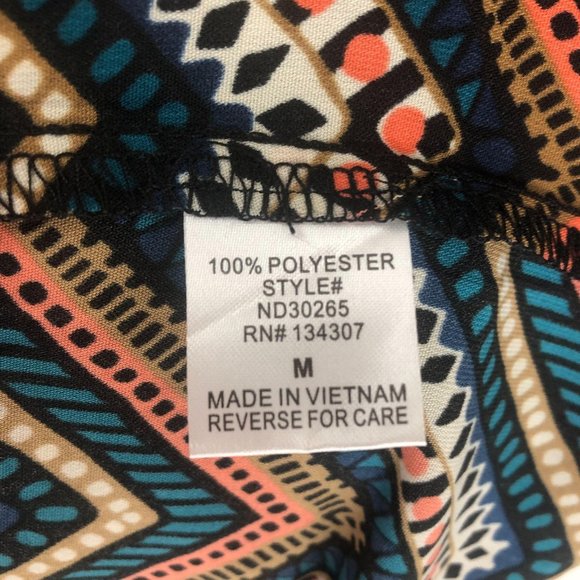 100% POLYESTER
STYLE#
ND30265
RN# 134307
M
MADE IN VIETNAM
REVERSE FOR CARE